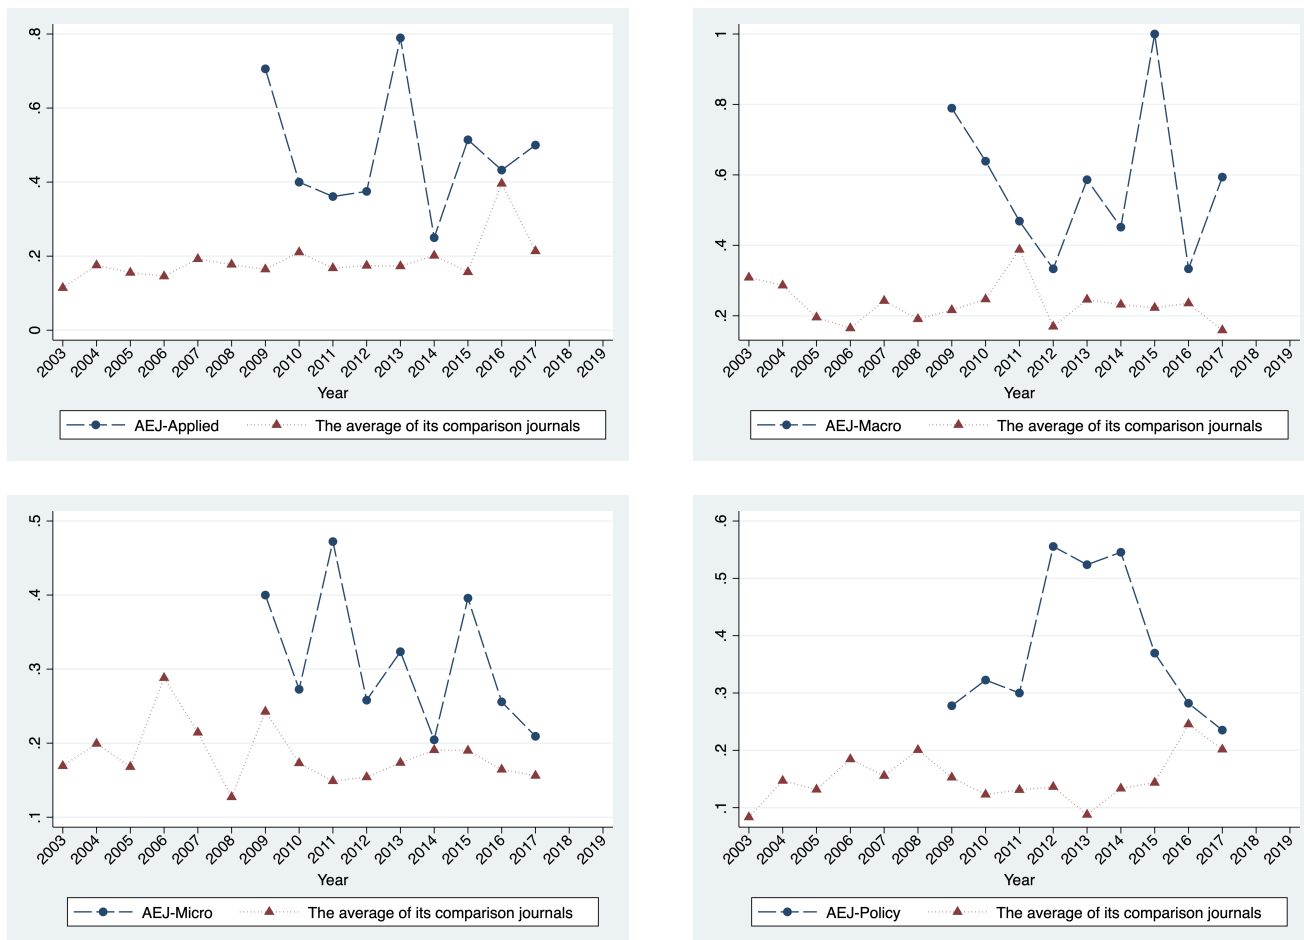 .8
.6
.4
.2
0
2003 2004 2005 2006 2007 2008 2009 2010 2011 2012 2013 2014 2015 2016 2017 2018 2019
Year
AEJ-Applied The average of its comparison journals
1
.8
.6
.4
.2
2003 2004 2005 2006 2007 2008 2009 2010 2011 2012 2013 2014 2015 2016 2017 2018 2019
Year
AEJ-Macro The average of its comparison journals
.5
.4
.3
.2
.1
2003 2004 2005 2006 2007 2008 2009 2010 2011 2012 2013 2014 2015 2016 2017 2018 2019
Year
AEJ-Micro The average of its comparison journals
.6
.5
.4
.3
.2
.1
2003 2004 2005 2006 2007 2008 2009 2010 2011 2012 2013 2014 2015 2016 2017 2018 2019
Year
AEJ-Policy The average of its comparison journals